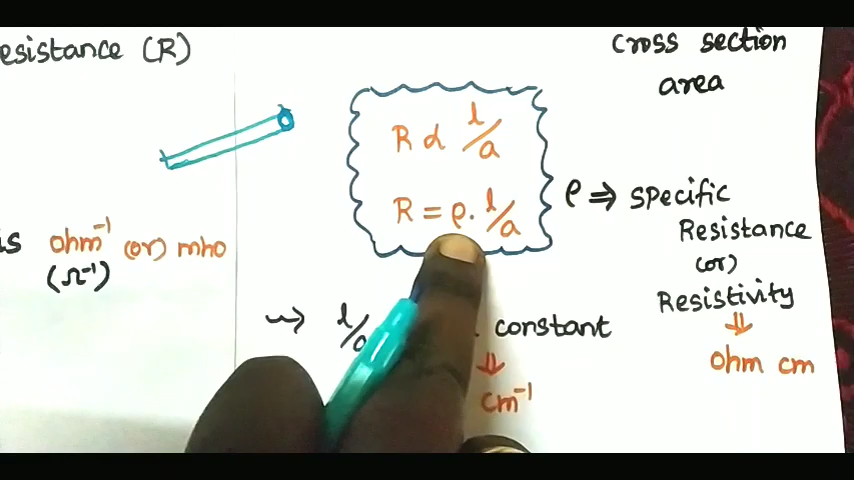 esistance (R)
cross section
area
R α l/a
R = ρ. l/a
ρ ⇒ specific
Resistance
(or)
Resistivity
⇓
ohm cm
is ohm⁻¹ (or) mho
(Ω⁻¹)
⇝ l/a constant
⇓
cm⁻¹